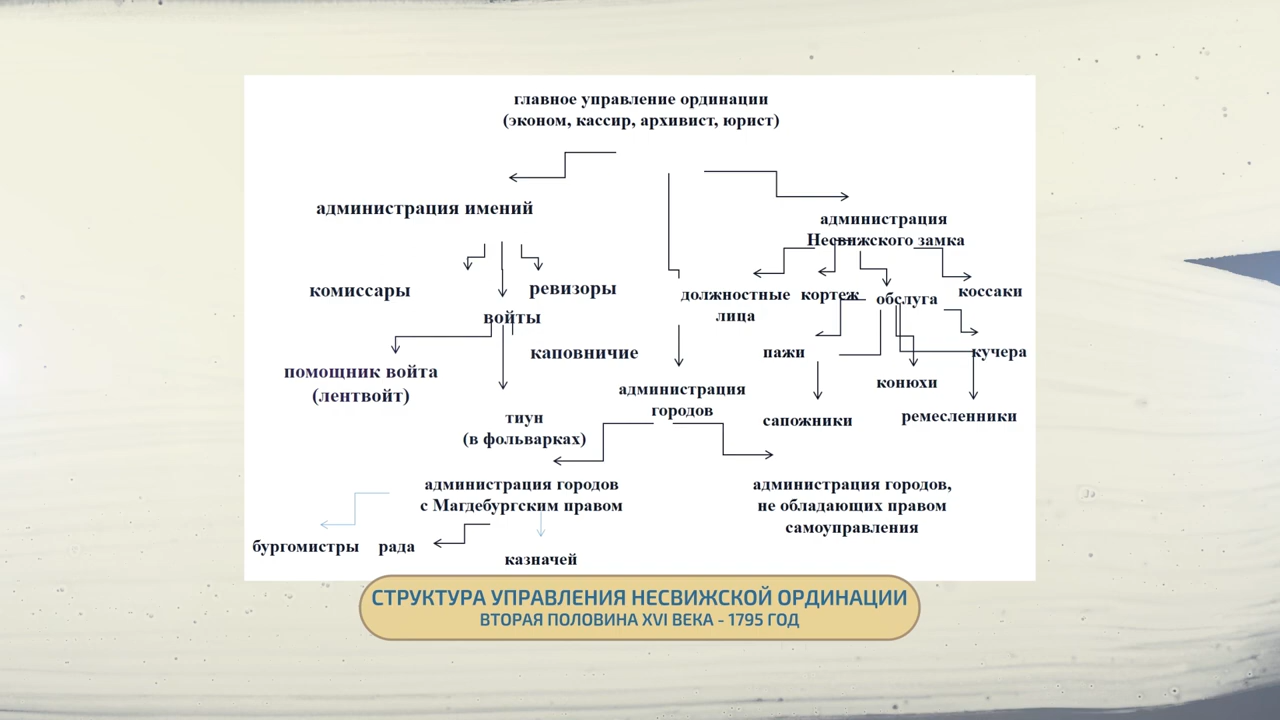 главное управление ординации
(эконом, кассир, архивист, юрист)
администрация имений
администрация
Несвижского замка
комиссары
войты
ревизоры
должностные
лица
кортеж
обслуга
коссаки
каповничие
помощник войта
(лентвойт)
пажи
кучера
конюхи
администрация
городов
тиун
(в фольварках)
сапожники
ремесленники
администрация городов
с Магдебургским правом
администрация городов,
не обладающих правом
самоуправления
бургомистры
рада
казначей
СТРУКТУРА УПРАВЛЕНИЯ НЕСВИЖСКОЙ ОРДИНАЦИИ
ВТОРАЯ ПОЛОВИНА XVI ВЕКА - 1795 ГОД